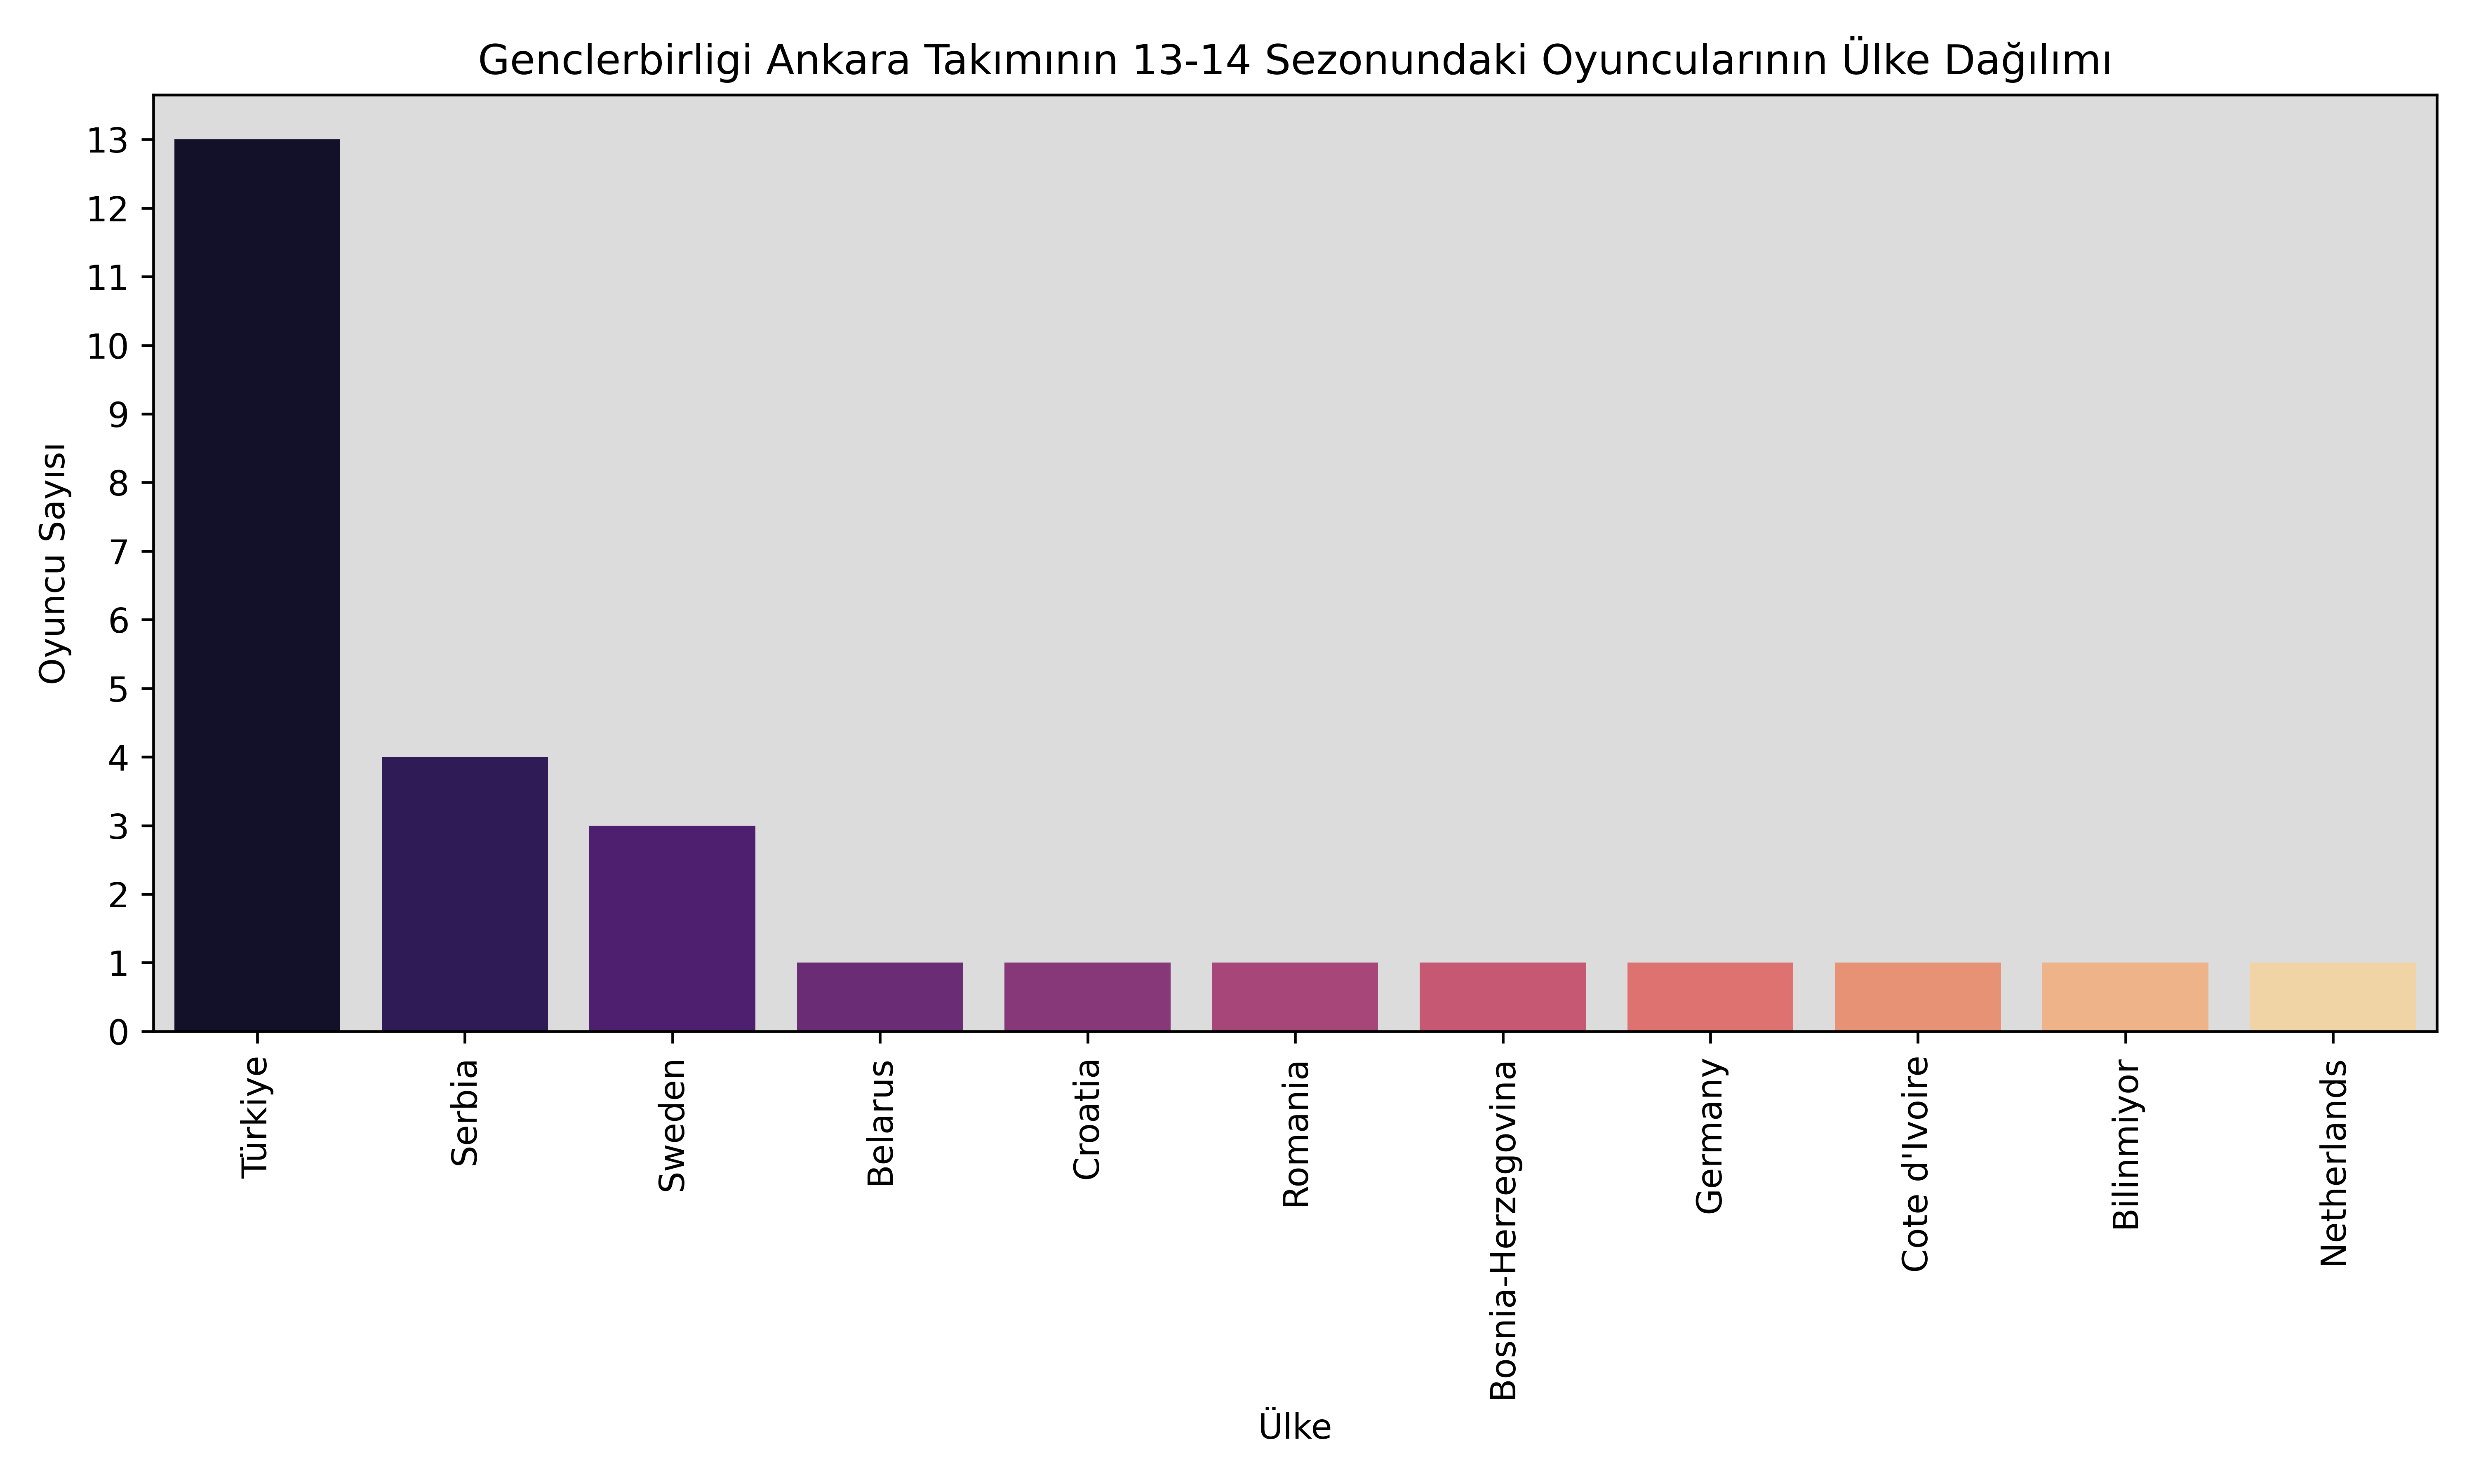 Genclerbirligi Ankara Takımının 13-14 Sezonundaki Oyuncularının Ülke Dağılımı
Oyuncu Sayısı
13
12
11
10
9
8
7
6
5
4
3
2
1
0
Türkiye
Serbia
Sweden
Belarus
Croatia
Romania
Bosnia-Herzegovina
Germany
Cote d'Ivoire
Bilinmiyor
Netherlands
Ülke